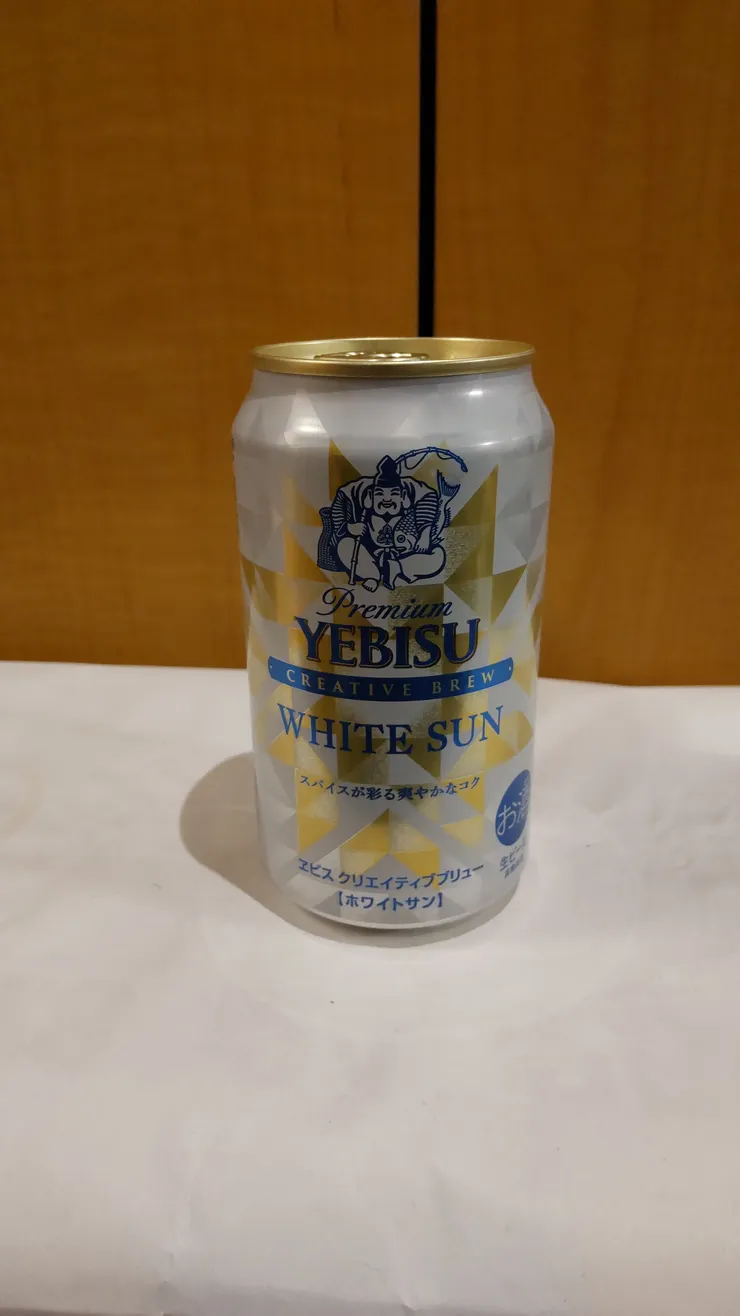 Premium
YEBISU
CREATIVE BREW
WHITE SUN
スパイスが彩る爽やかなコク
お酒
ヱビス クリエイティブブリュー
【ホワイトサン】